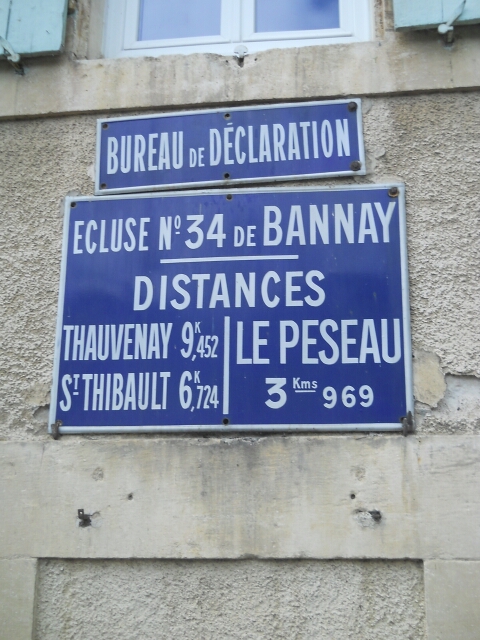 BUREAU DE DÉCLARATION
ECLUSE Nº 34 DE BANNAY
DISTANCES
THAUVENAY 9K,452
ST THIBAULT 6K,724
LE PESEAU
3 Kms 969